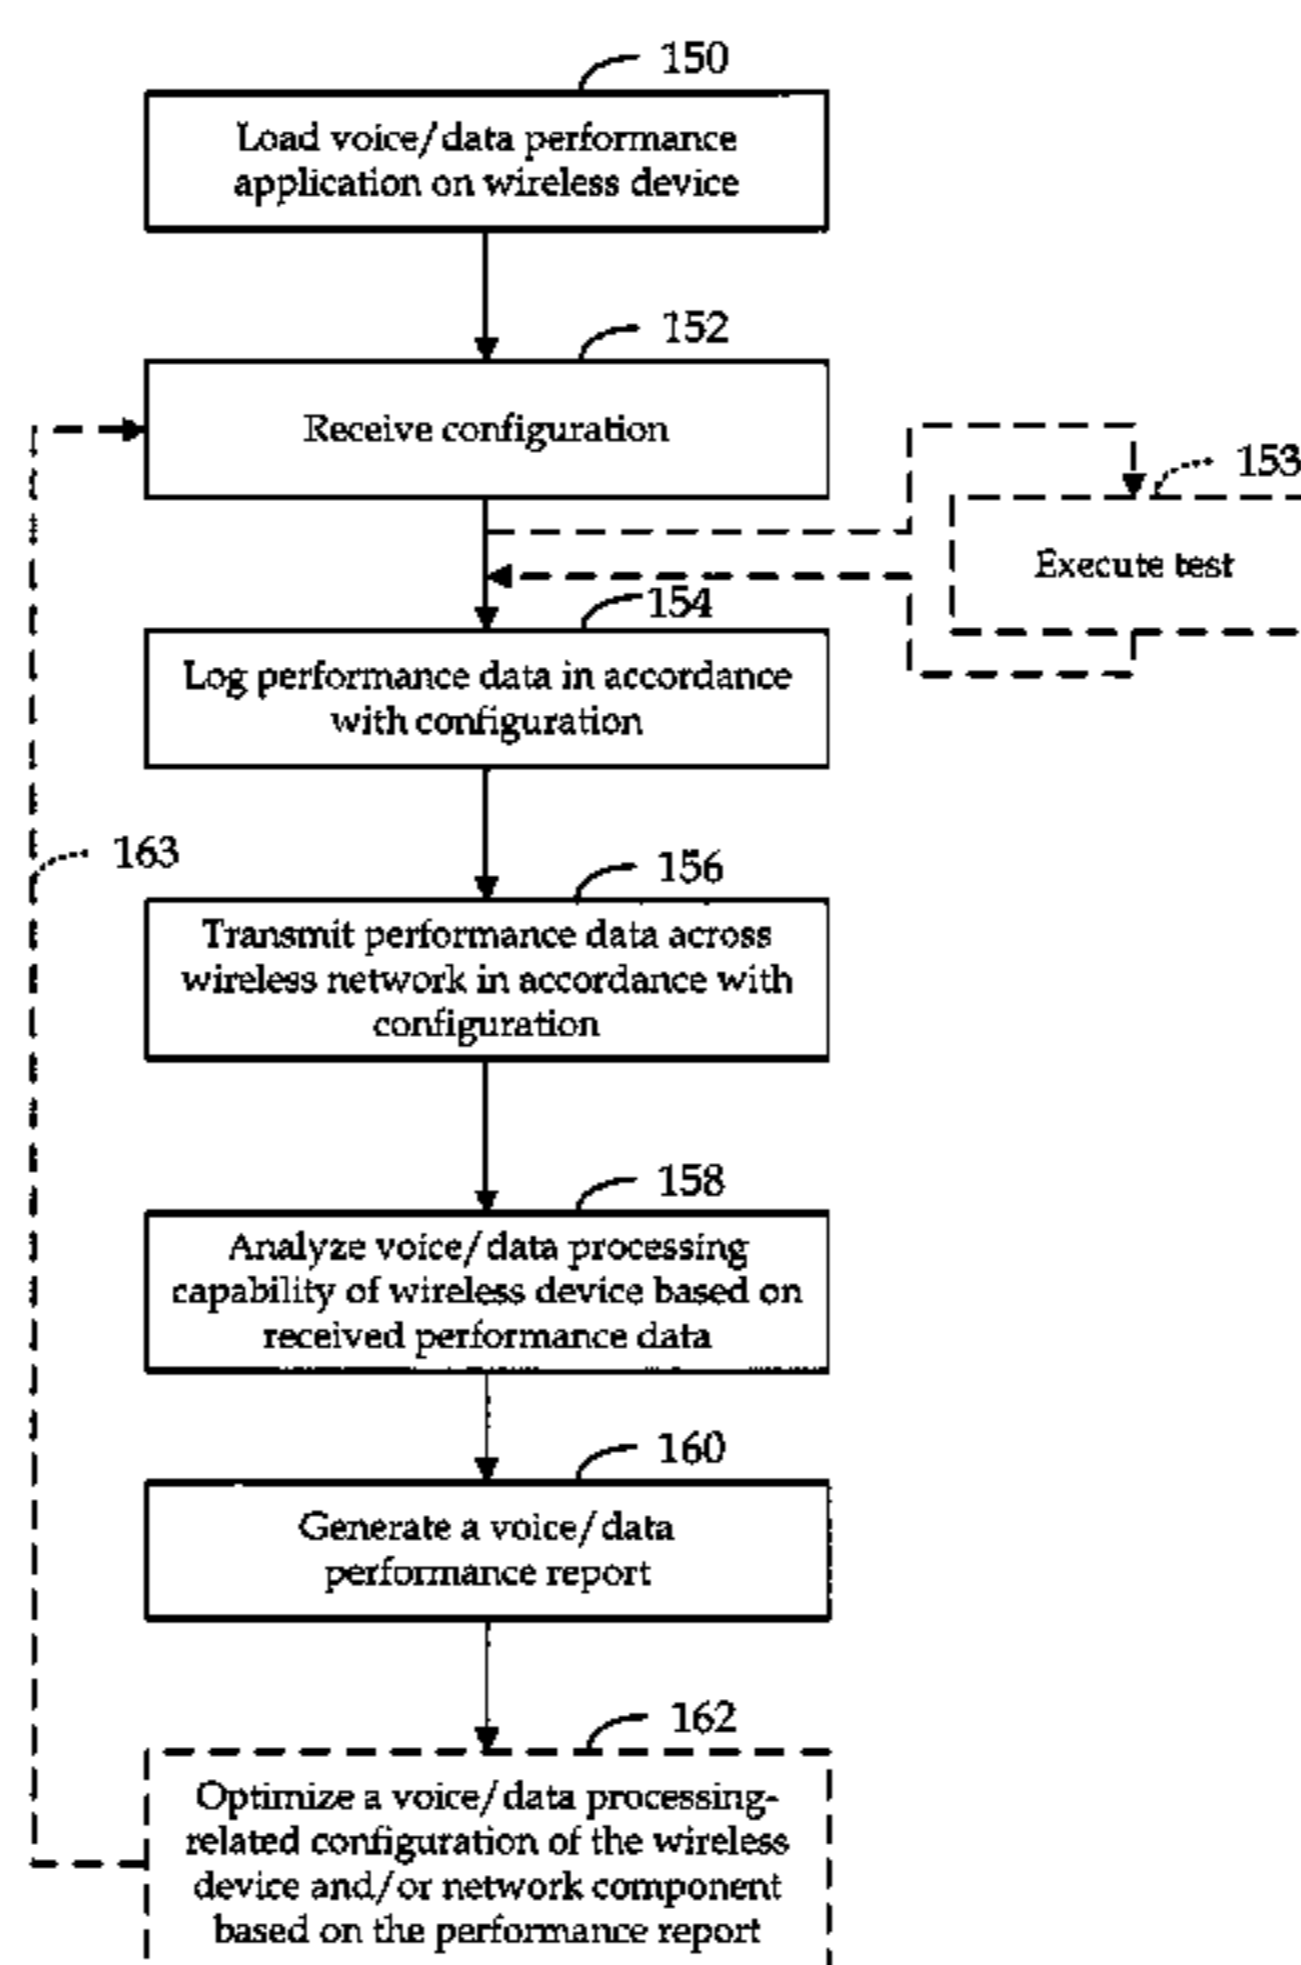 150
Load voice/data performance
application on wireless device
152
Receive configuration
153
Execute test
154
Log performance data in accordance
with configuration
163
156
Transmit performance data across
wireless network in accordance with
configuration
158
Analyze voice/data processing
capability of wireless device based on
received performance data
160
Generate a voice/data
performance report
162
Optimize a voice/data processing-
related configuration of the wireless
device and/or network component
based on the performance report